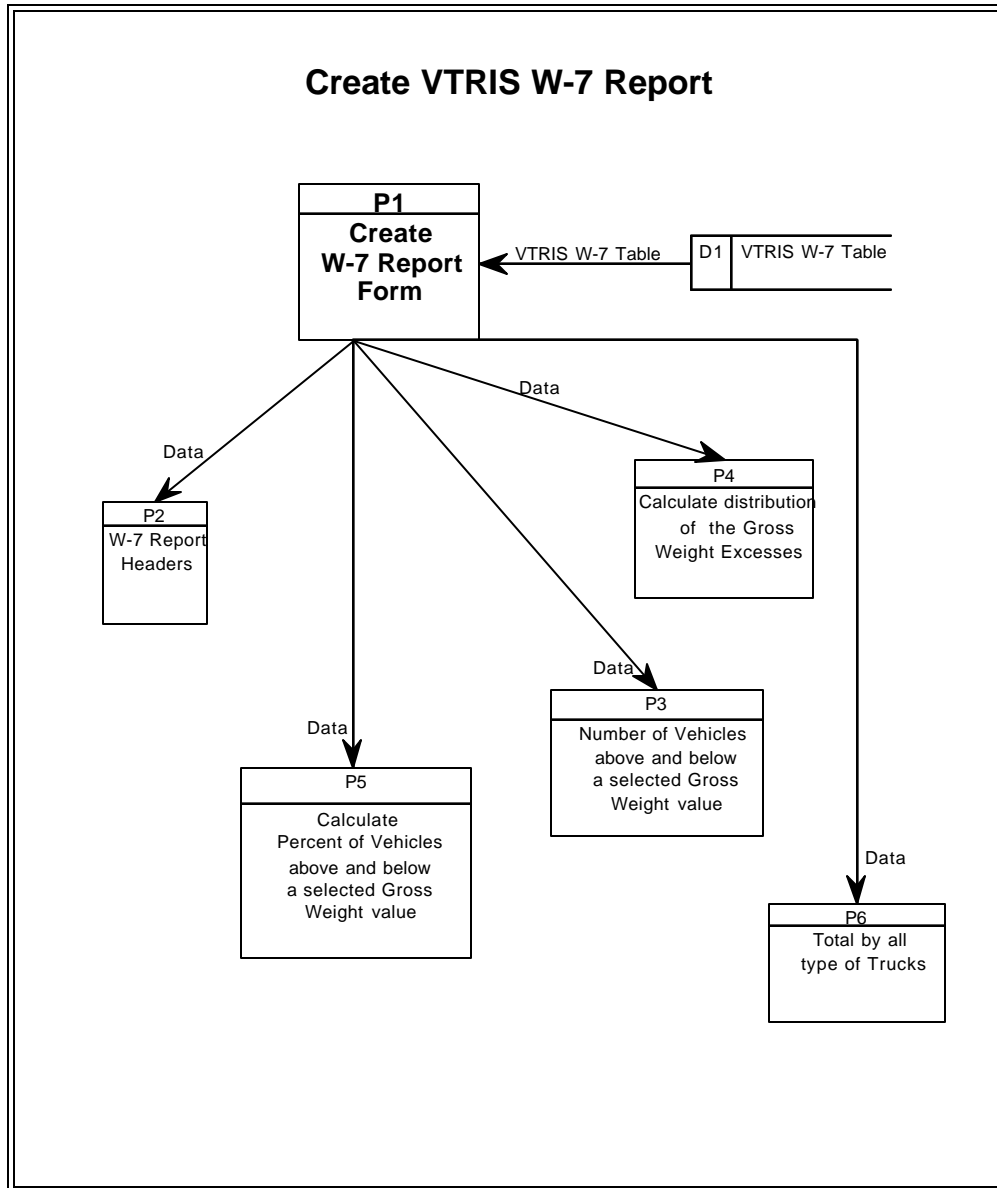 Create VTRIS W-7 Report
P1
Create
W-7 Report
Form
VTRIS W-7 Table
D1
VTRIS W-7 Table
Data
Data
P4
Calculate distribution
of the Gross
Weight Excesses
P2
W-7 Report
Headers
Data
P3
Number of Vehicles
above and below
a selected Gross
Weight value
Data
P5
Calculate
Percent of Vehicles
above and below
a selected Gross
Weight value
Data
P6
Total by all
type of Trucks